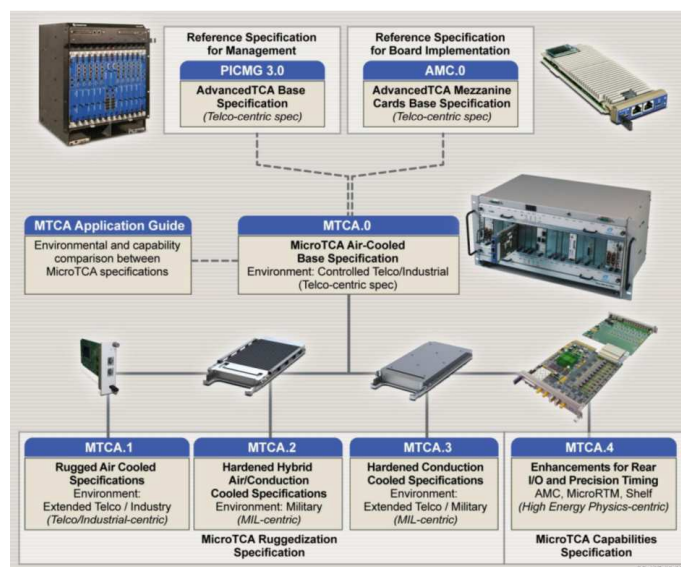 Reference Specification
for Management
PICMG 3.0
AdvancedTCA Base
Specification
(Telco-centric spec)
Reference Specification
for Board Implementation
AMC.0
AdvancedTCA Mezzanine
Cards Base Specification
(Telco-centric spec)
MTCA Application Guide
Environmental and capability
comparison between
MicroTCA specifications
MTCA.0
MicroTCA Air-Cooled
Base Specification
Environment: Controlled Telco/Industrial
(Telco-centric spec)
MTCA.1
Rugged Air Cooled
Specifications
Environment:
Extended Telco / Industry
(Telco/Industrial-centric)
MTCA.2
Hardened Hybrid
Air/Conduction
Cooled Specifications
Environment: Military
(MIL-centric)
MTCA.3
Hardened Conduction
Cooled Specifications
Environment:
Extended Telco / Military
(MIL-centric)
MTCA.4
Enhancements for Rear
I/O and Precision Timing
AMC, MicroRTM, Shelf
(High Energy Physics-centric)
MicroTCA Ruggedization
Specification
MicroTCA Capabilities
Specification